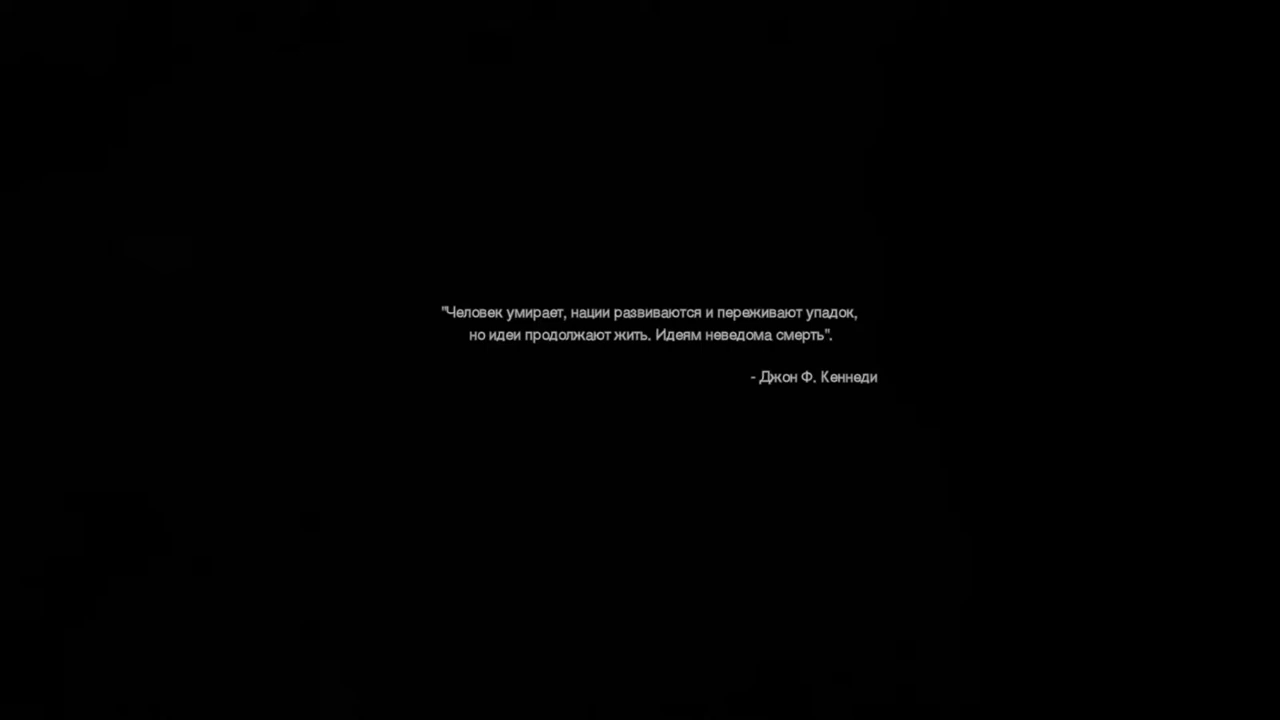 "Человек умирает, нации развиваются и переживают упадок,
но идеи продолжают жить. Идеям неведома смерть".
- Джон Ф. Кеннеди